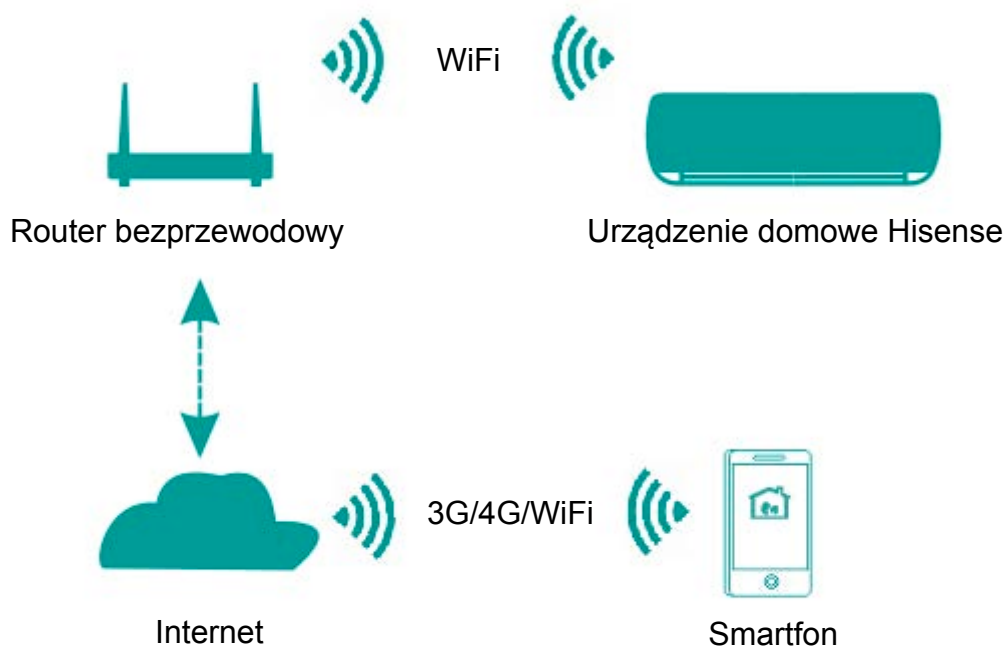 WiFi
Router bezprzewodowy
Urządzenie domowe Hisense
3G/4G/WiFi
Internet
Smartfon